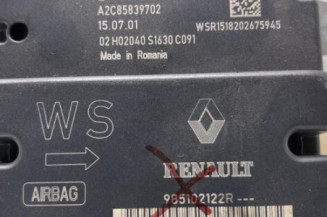 A2C85839702
15.07.01
WSR1518202675945
02 H02040 S1630 C091
Made in Romania
WS
RENAULT
AIRBAG
985102122R---